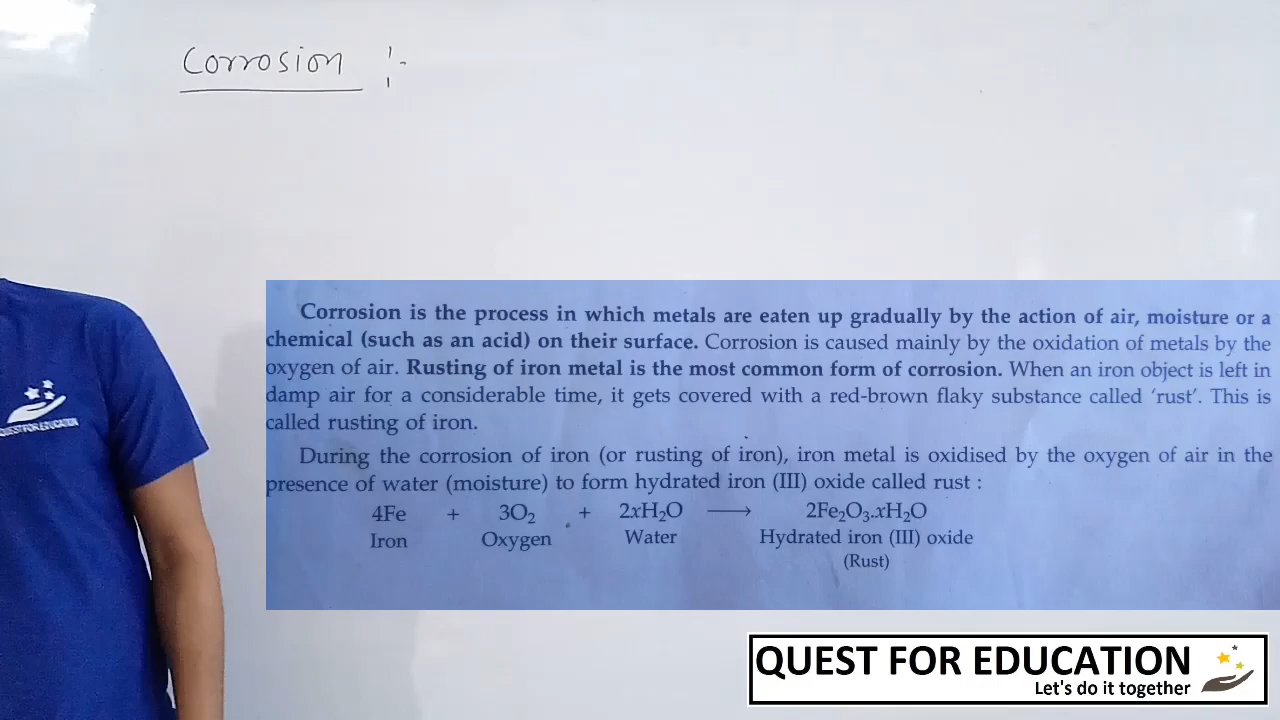 Corrosion :-
Corrosion is the process in which metals are eaten up gradually by the action of air, moisture or a
chemical (such as an acid) on their surface. Corrosion is caused mainly by the oxidation of metals by the
oxygen of air. Rusting of iron metal is the most common form of corrosion. When an iron object is left in
damp air for a considerable time, it gets covered with a red-brown flaky substance called ‘rust’. This is
called rusting of iron.
During the corrosion of iron (or rusting of iron), iron metal is oxidised by the oxygen of air in the
presence of water (moisture) to form hydrated iron (III) oxide called rust :
4Fe + 3O₂ + 2xH₂O ⟶ 2Fe₂O₃.xH₂O
Iron Oxygen Water Hydrated iron (III) oxide
(Rust)
QUEST FOR EDUCATION
QUEST FOR EDUCATION
Let's do it together